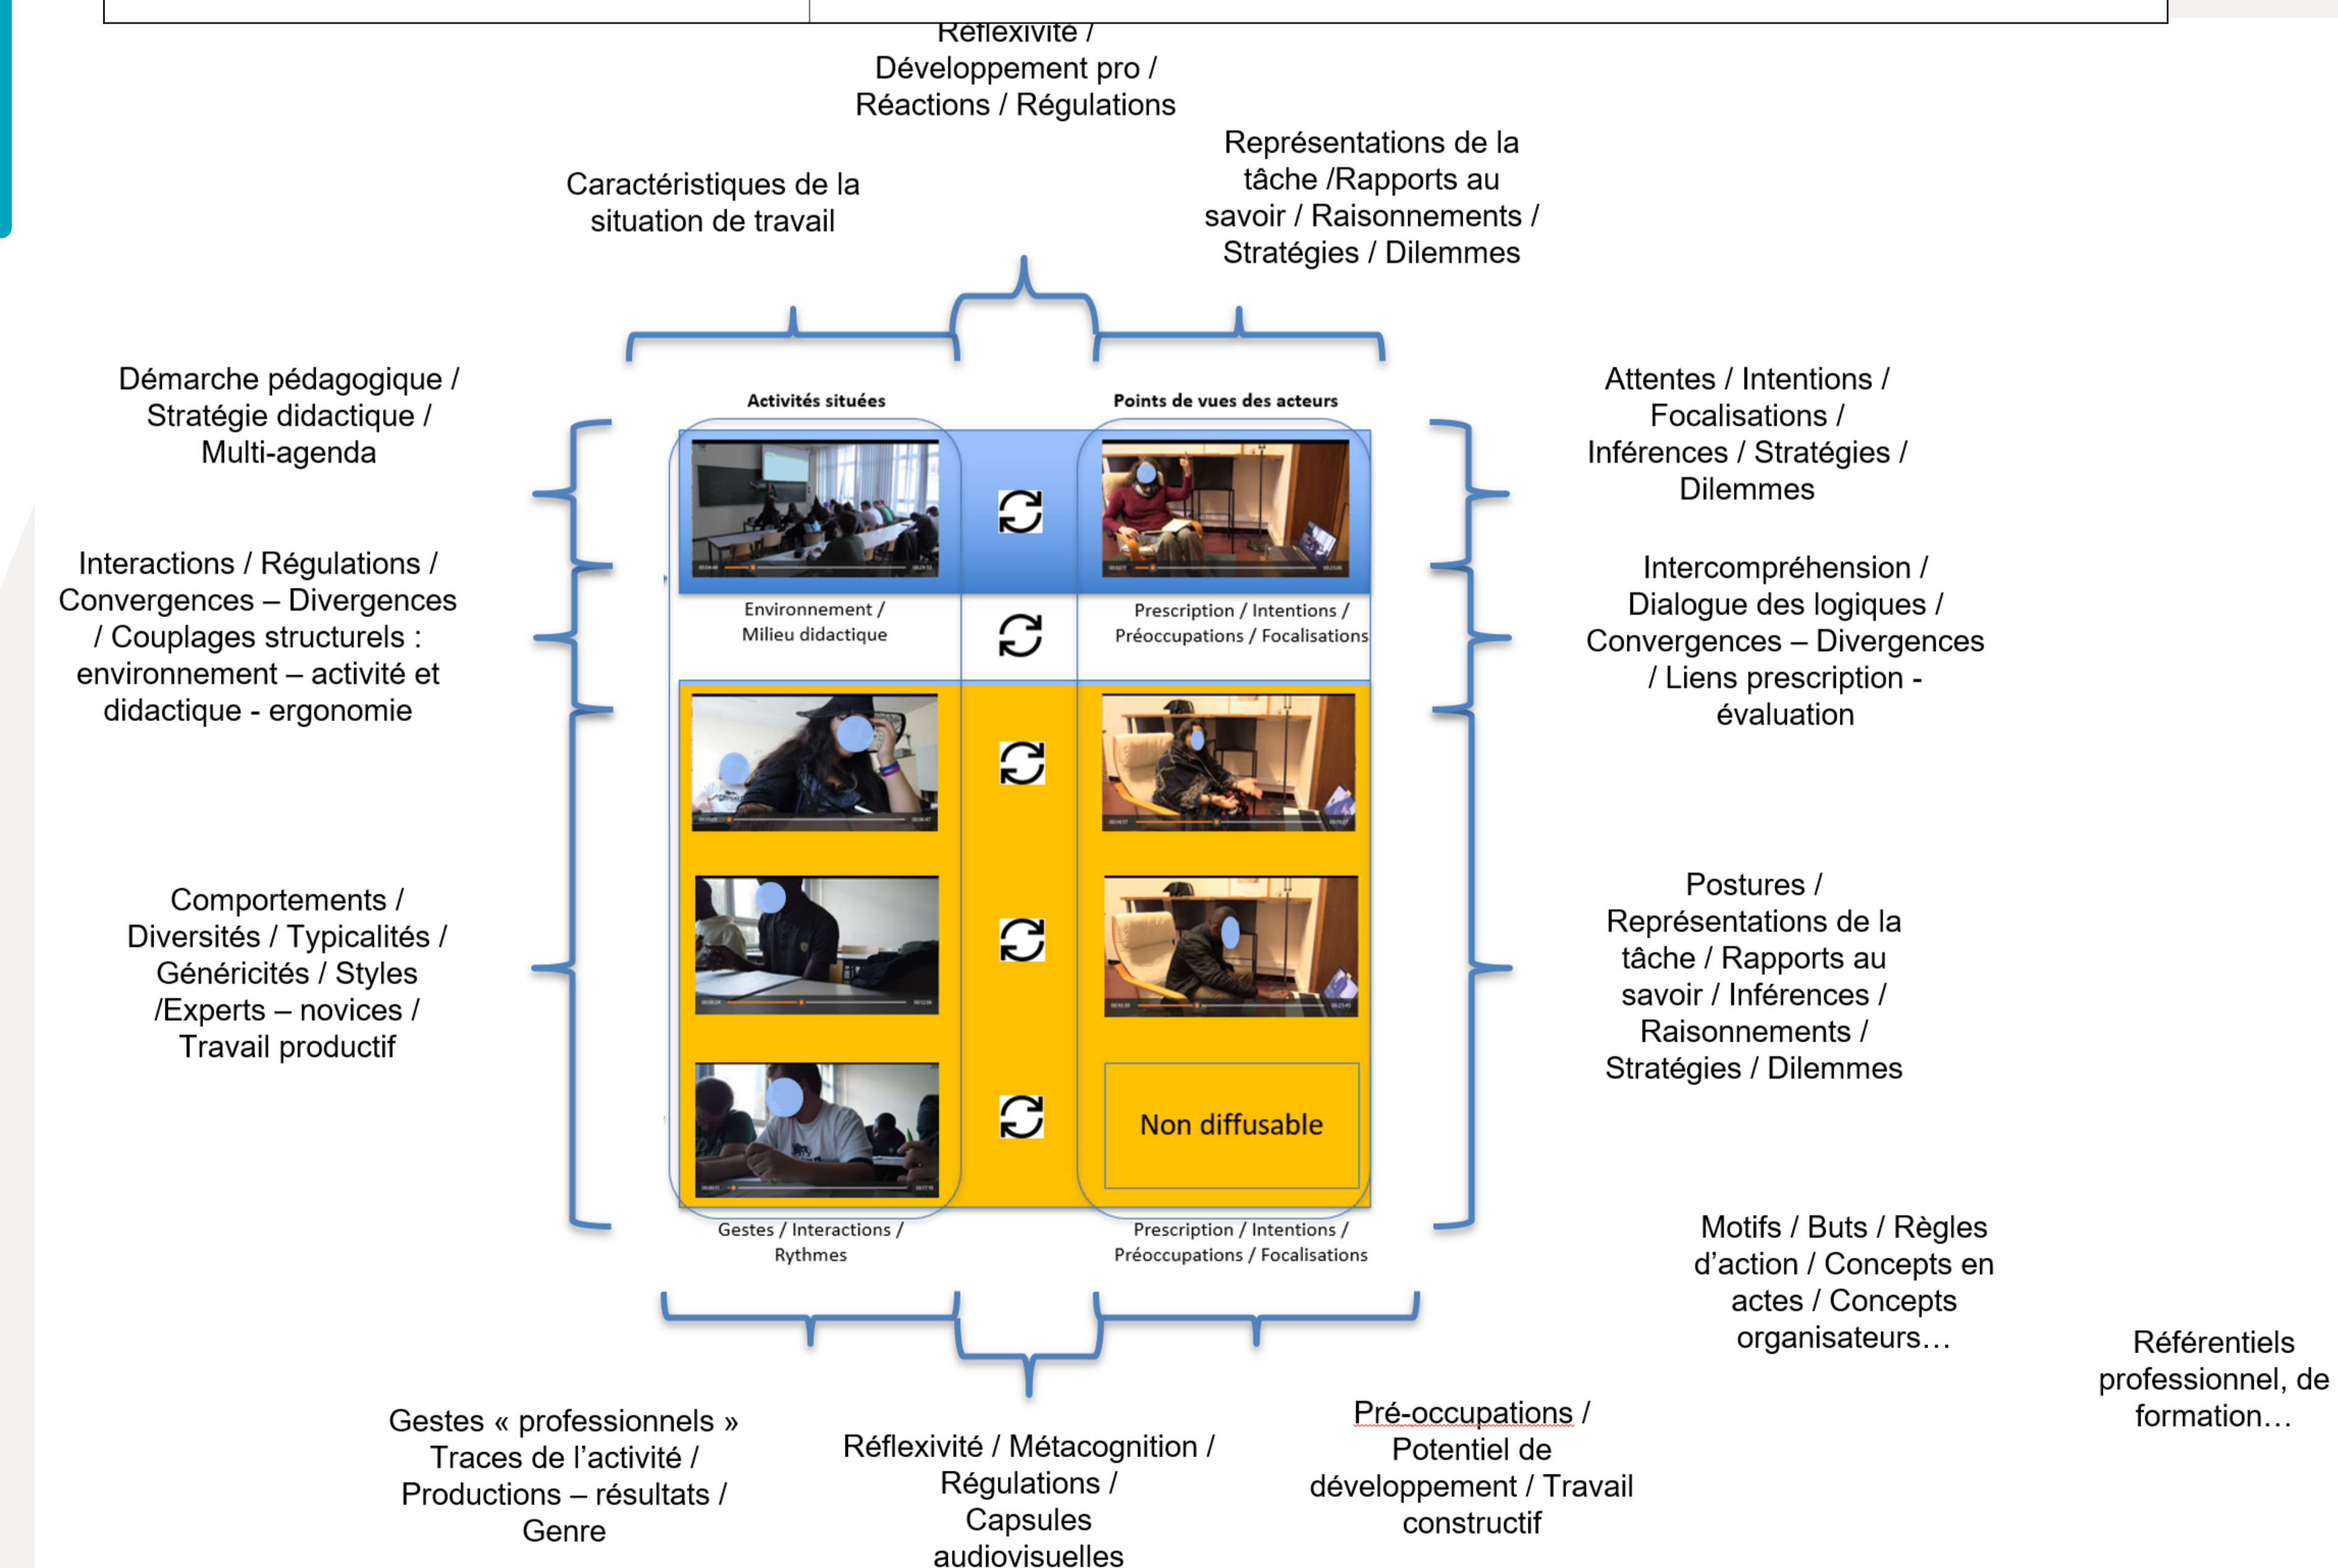 Réflexivité /
Développement pro /
Réactions / Régulations
Représentations de la
tâche /Rapports au
savoir / Raisonnements /
Stratégies / Dilemmes
Caractéristiques de la
situation de travail
Démarche pédagogique /
Stratégie didactique /
Multi-agenda
Activités situées
Points de vues des acteurs
Attentes / Intentions /
Focalisations /
Inférences / Stratégies /
Dilemmes
Interactions / Régulations /
Convergences – Divergences
/ Couplages structurels :
environnement – activité et
didactique - ergonomie
Environnement /
Milieu didactique
Prescription / Intentions /
Préoccupations / Focalisations
Intercompréhension /
Dialogue des logiques /
Convergences – Divergences
/ Liens prescription -
évaluation
Comportements /
Diversités / Typicalités /
Généricités / Styles
/Experts – novices /
Travail productif
Postures /
Représentations de la
tâche / Rapports au
savoir / Inférences /
Raisonnements /
Stratégies / Dilemmes
Non diffusable
Gestes / Interactions /
Rythmes
Prescription / Intentions /
Préoccupations / Focalisations
Motifs / Buts / Règles
d’action / Concepts en
actes / Concepts
organisateurs…
Référentiels
professionnel, de
formation…
Gestes « professionnels »
Traces de l’activité /
Productions – résultats /
Genre
Réflexivité / Métacognition /
Régulations /
Capsules
audiovisuelles
Pré-occupations /
Potentiel de
développement / Travail
constructif